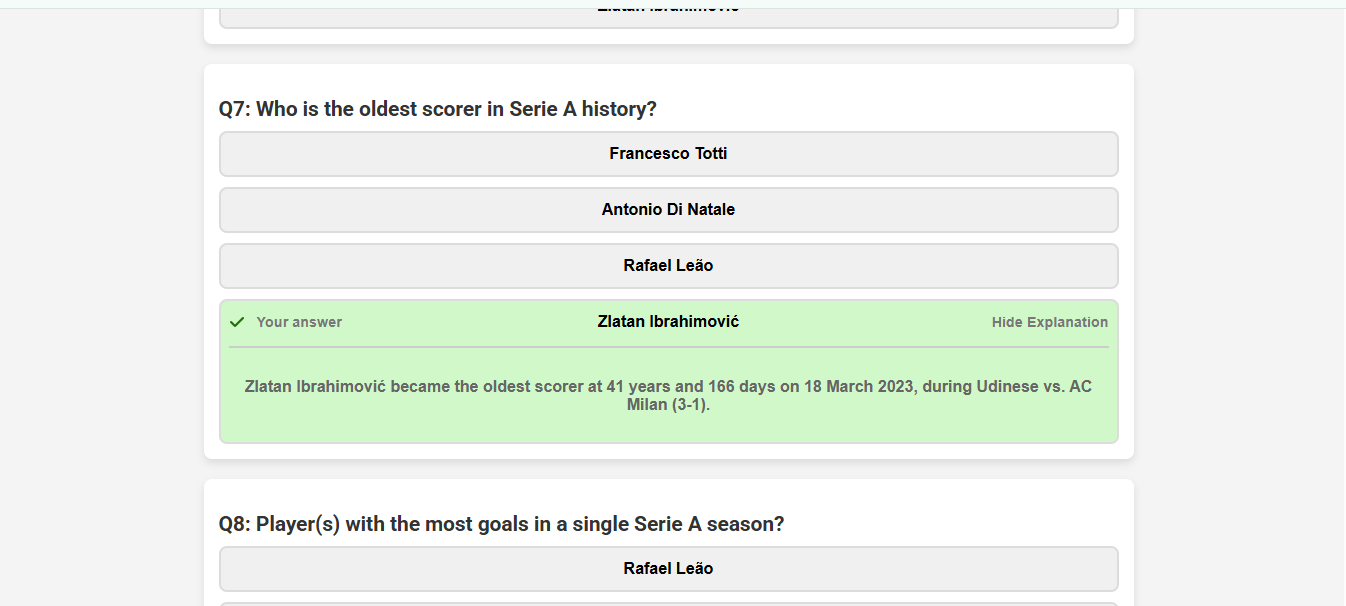 Q7: Who is the oldest scorer in Serie A history?
Francesco Totti
Antonio Di Natale
Rafael Leão
Your answer
Zlatan Ibrahimović
Hide Explanation
Zlatan Ibrahimović became the oldest scorer at 41 years and 166 days on 18 March 2023, during Udinese vs. AC
Milan (3-1).
Q8: Player(s) with the most goals in a single Serie A season?
Rafael Leão